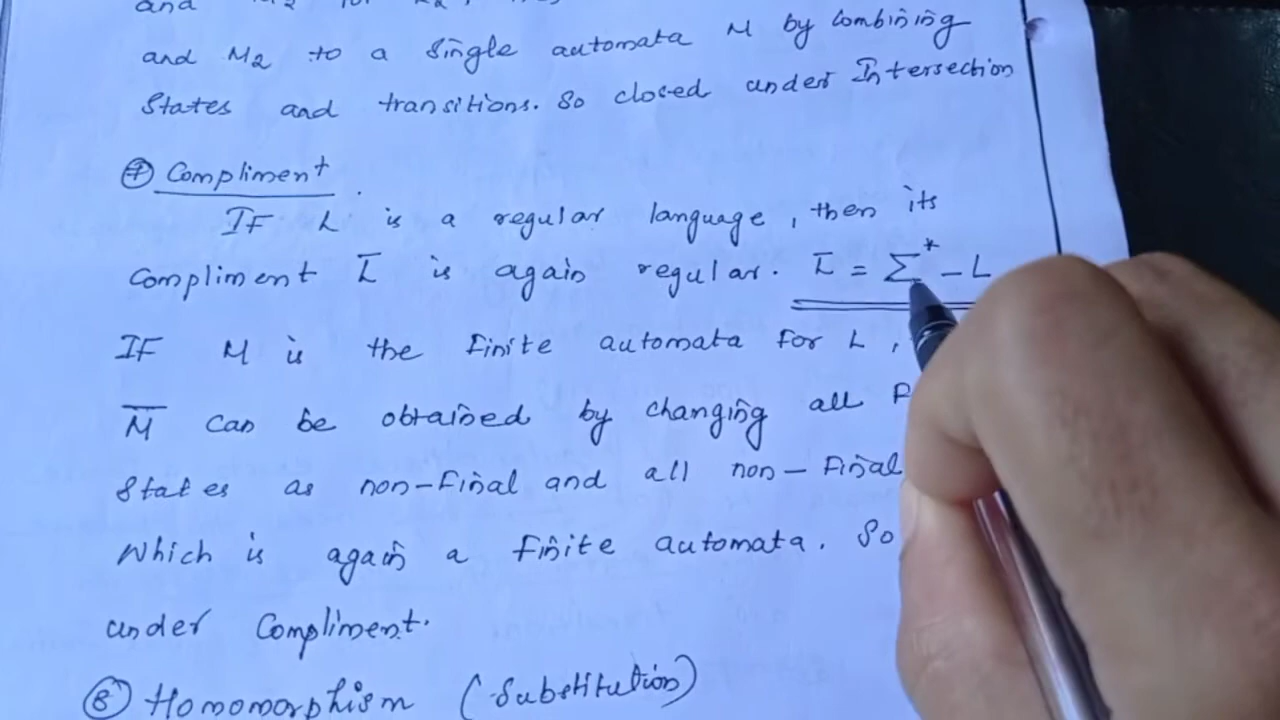 and
and M2 to a single automata M by combining
states and transitions. So closed under Intersection
⑦ Compliment
IF L is a regular language, then its
compliment L̅ is again regular. L̅ = Σ* - L
IF M is the finite automata for L,
M̅ can be obtained by changing all
states as non-final and all non-final
which is again a finite automata. So
under compliment.
⑧ Homomorphism (Substitution)